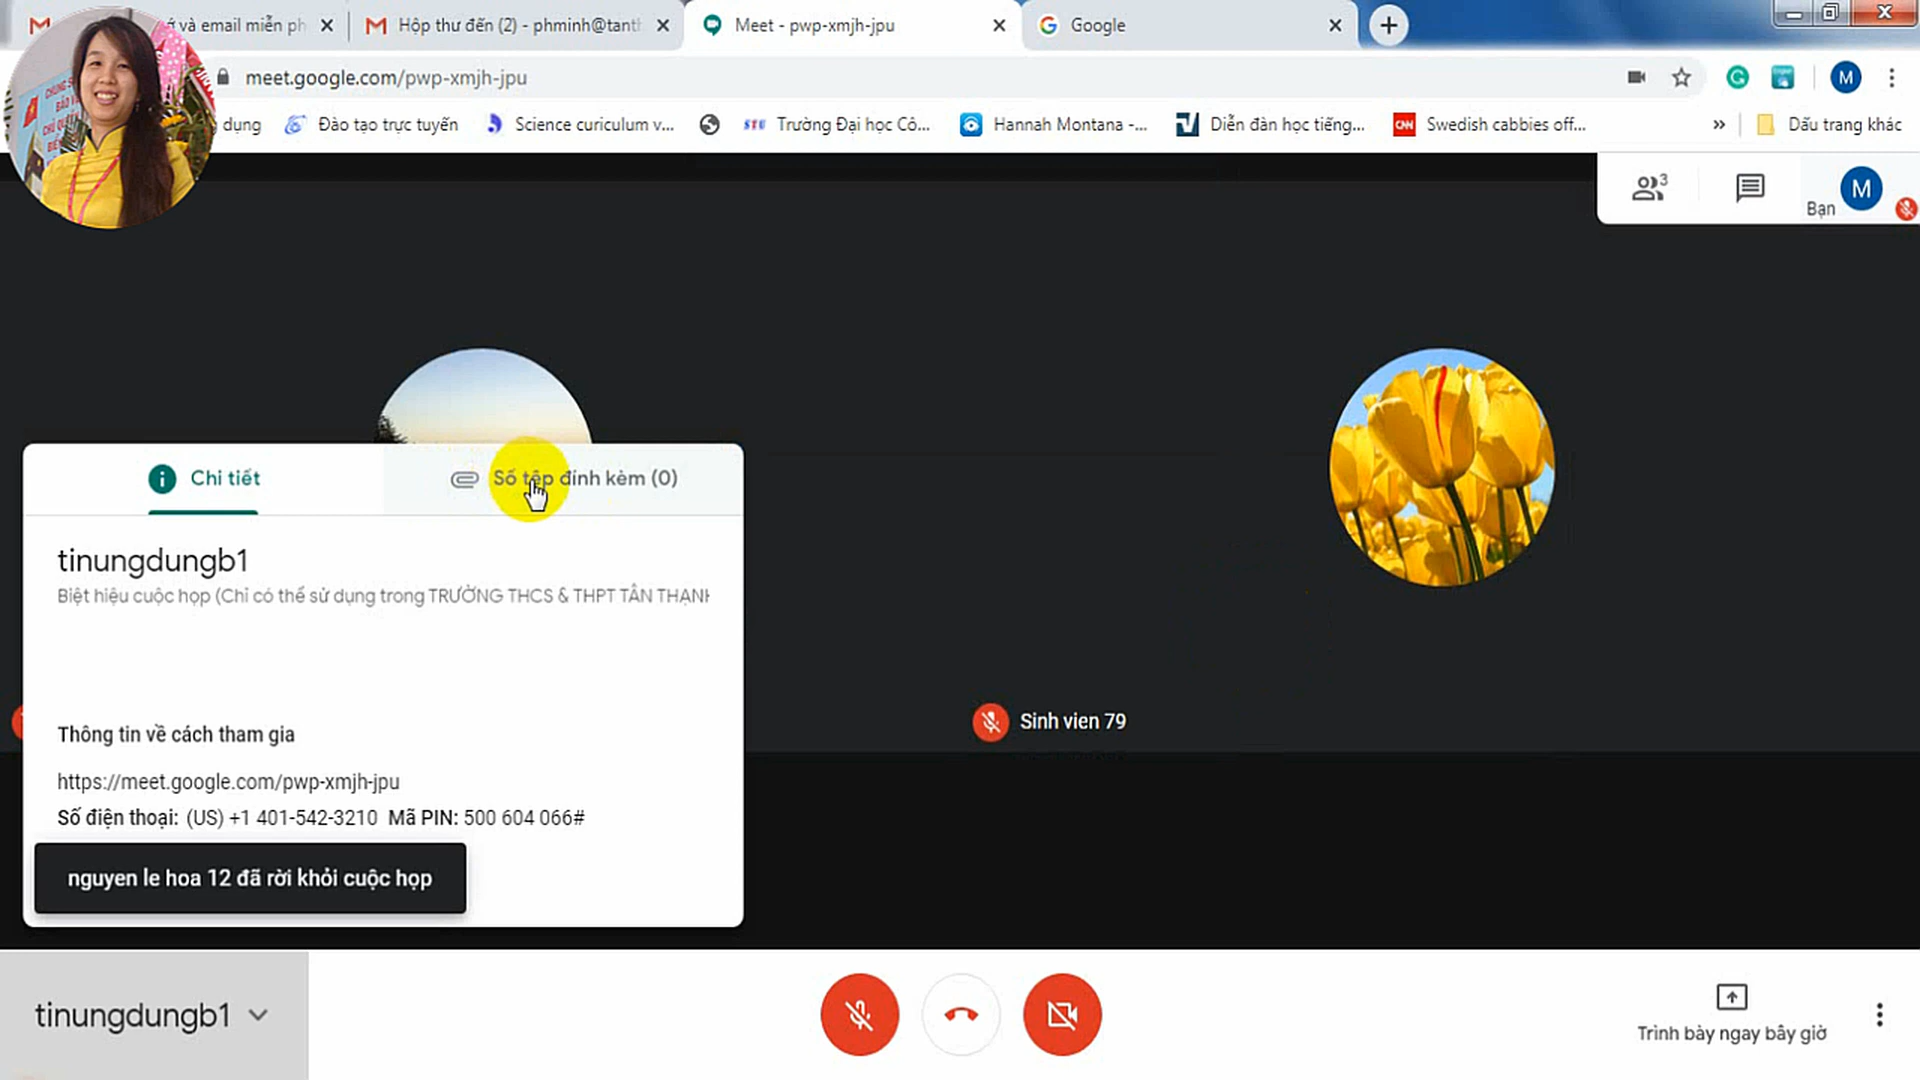 ớ và email miễn ph
Hộp thư đến (2) - phminh@tanth
Meet - pwp-xmjh-jpu
Google
meet.google.com/pwp-xmjh-jpu
M
dụng
Đào tạo trực tuyến
Science curiculum v...
STU
Trường Đại học Cô...
Hannah Montana -...
Diễn đàn học tiếng...
CNN
Swedish cabbies off...
»
Dấu trang khác
3
Bạn
M
Chi tiết
Số tệp đính kèm (0)
tinungdungb1
Biệt hiệu cuộc họp (Chỉ có thể sử dụng trong TRƯỜNG THCS & THPT TÂN THẠNH
Thông tin về cách tham gia
https://meet.google.com/pwp-xmjh-jpu
Số điện thoại: (US) +1 401-542-3210 Mã PIN: 500 604 066#
nguyen le hoa 12 đã rời khỏi cuộc họp
Sinh vien 79
tinungdungb1
Trình bày ngay bây giờ